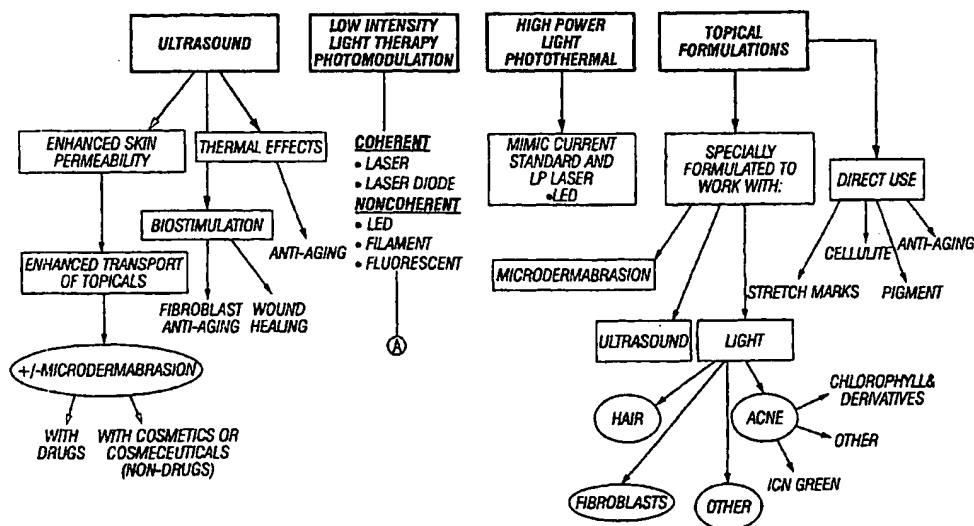 ULTRASOUND
LOW INTENSITY
LIGHT THERAPY
PHOTOMODULATION
HIGH POWER
LIGHT
PHOTOTHERMAL
TOPICAL
FORMULATIONS
ENHANCED SKIN
PERMEABILITY
THERMAL EFFECTS
BIOSTIMULATION
ANTI-AGING
ENHANCED TRANSPORT
OF TOPICALS
FIBROBLAST
ANTI-AGING
WOUND
HEALING
+/-MICRODERMABRASION
WITH
DRUGS
WITH COSMETICS OR
COSMECEUTICALS
(NON-DRUGS)
COHERENT
• LASER
• LASER DIODE
NONCOHERENT
• LED
• FILAMENT
• FLUORESCENT
A
MIMIC CURRENT
STANDARD AND
LP LASER
•LED
SPECIALLY
FORMULATED TO
WORK WITH:
DIRECT USE
MICRODERMABRASION
STRETCH MARKS
CELLULITE
PIGMENT
ANTI-AGING
ULTRASOUND
LIGHT
HAIR
FIBROBLASTS
OTHER
ACNE
CHLOROPHYLL&
DERIVATIVES
OTHER
ICN GREEN